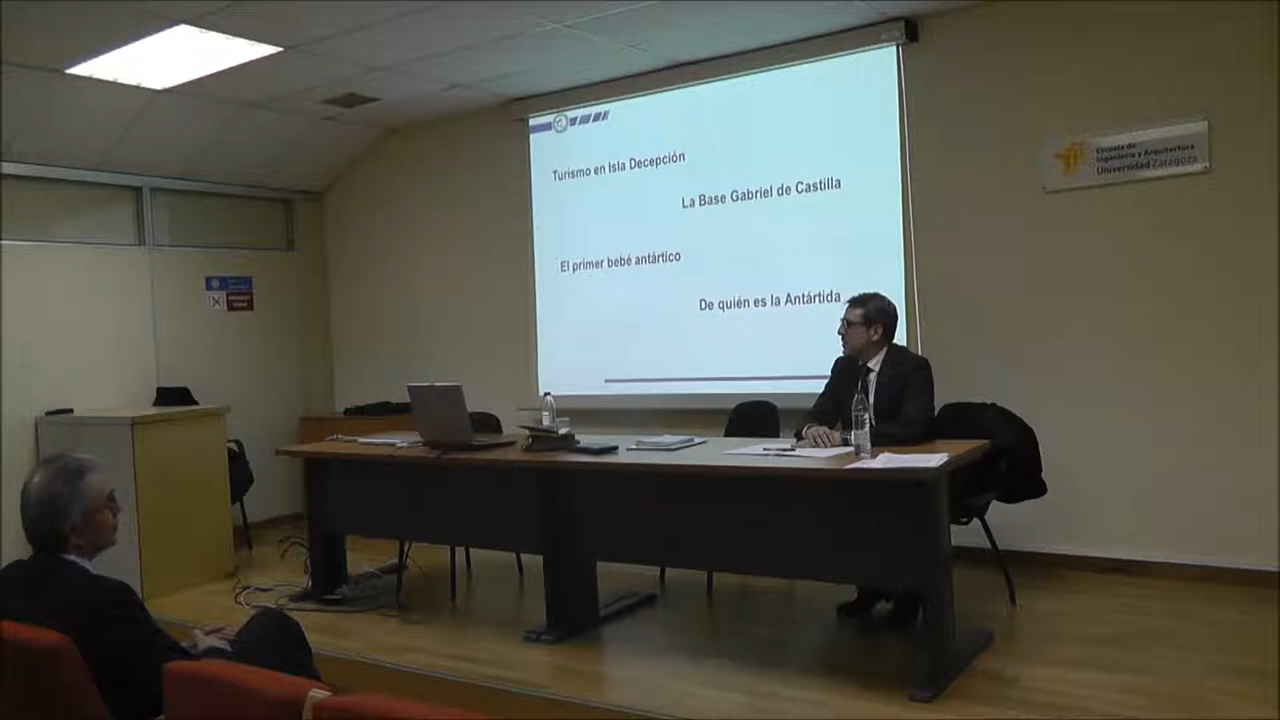 Turismo en Isla Decepción
La Base Gabriel de Castilla
El primer bebé antártico
De quién es la Antártida
Escuela de
Ingeniería y Arquitectura
Universidad Zaragoza